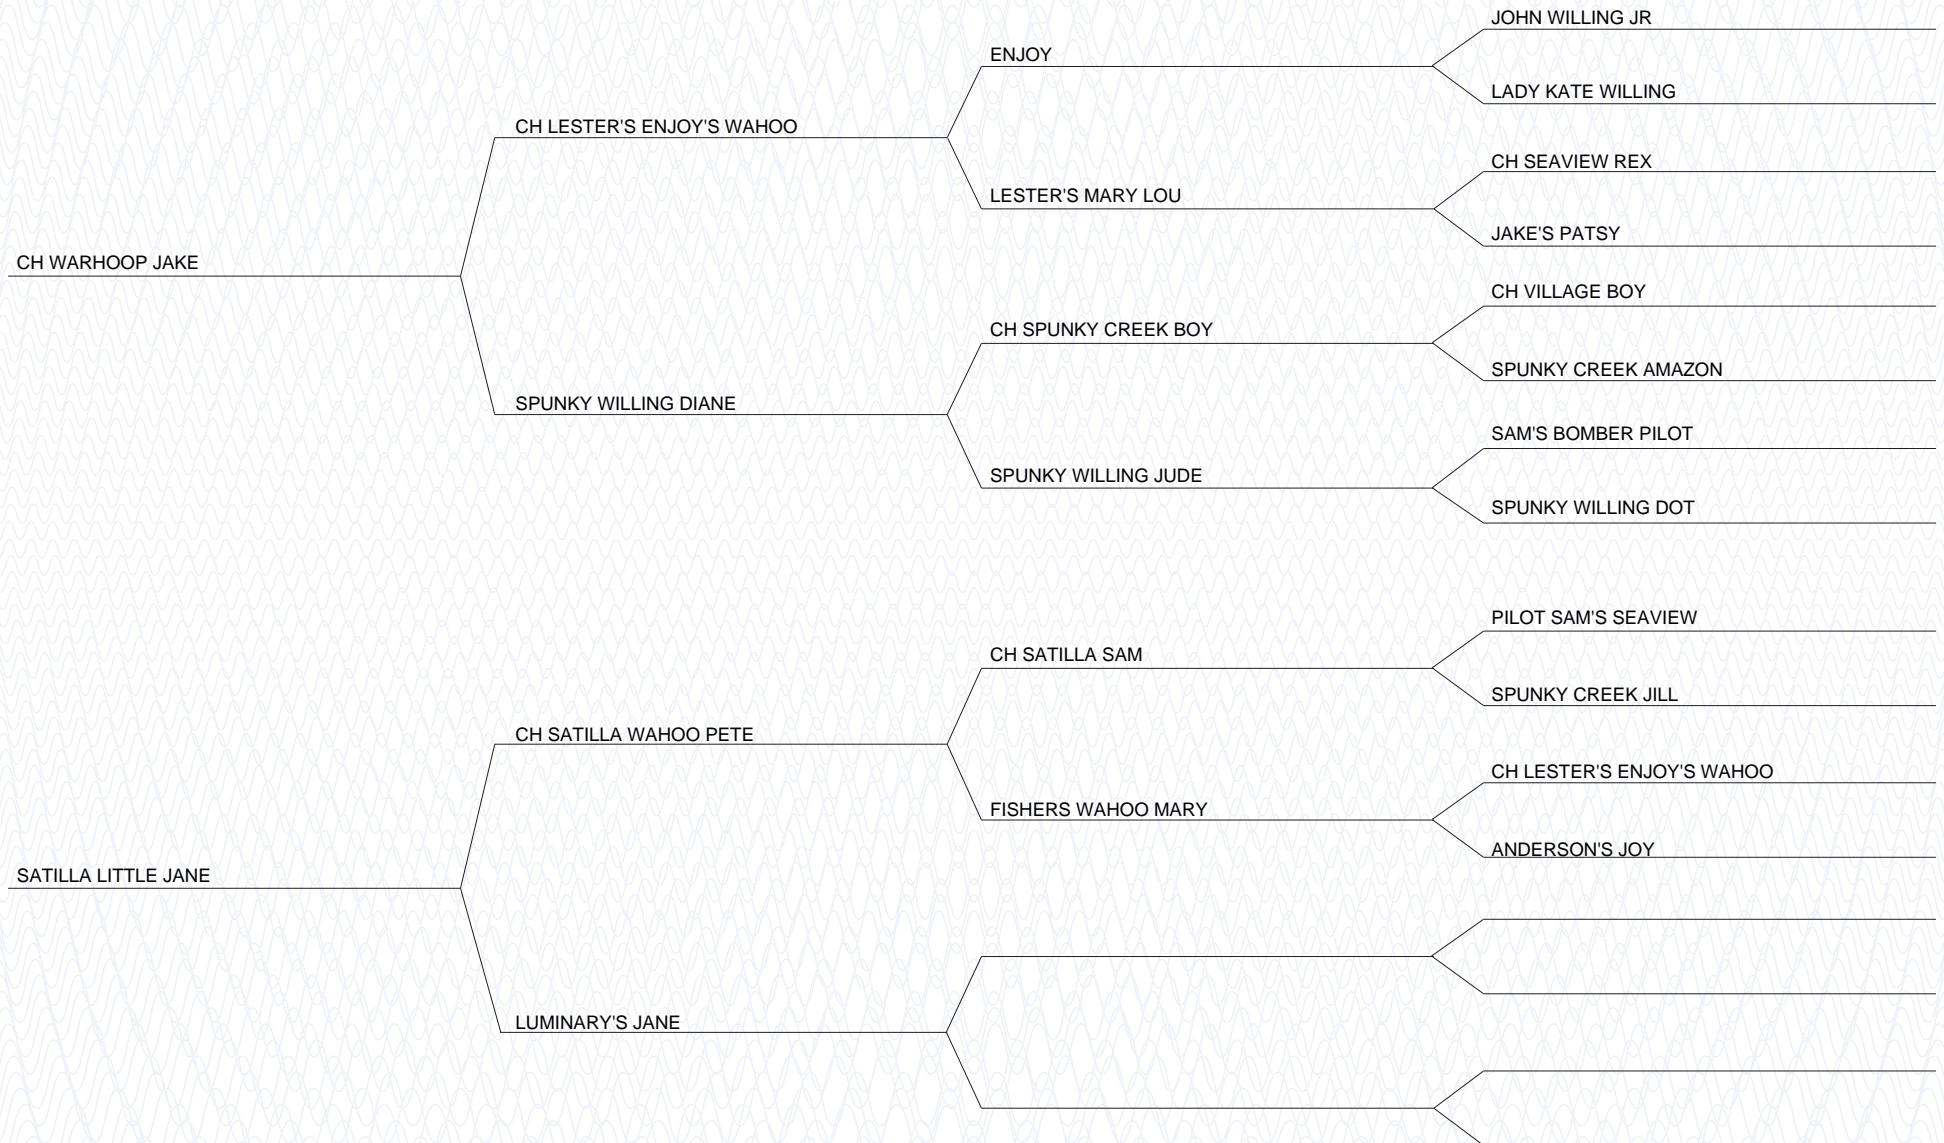 JOHN WILLING JR
ENJOY
LADY KATE WILLING
CH LESTER'S ENJOY'S WAHOO
CH SEAVIEW REX
LESTER'S MARY LOU
JAKE'S PATSY
CH WARHOOP JAKE
CH VILLAGE BOY
CH SPUNKY CREEK BOY
SPUNKY CREEK AMAZON
SPUNKY WILLING DIANE
SAM'S BOMBER PILOT
SPUNKY WILLING JUDE
SPUNKY WILLING DOT
PILOT SAM'S SEAVIEW
CH SATILLA SAM
SPUNKY CREEK JILL
CH SATILLA WAHOO PETE
CH LESTER'S ENJOY'S WAHOO
FISHERS WAHOO MARY
ANDERSON'S JOY
SATILLA LITTLE JANE
LUMINARY'S JANE